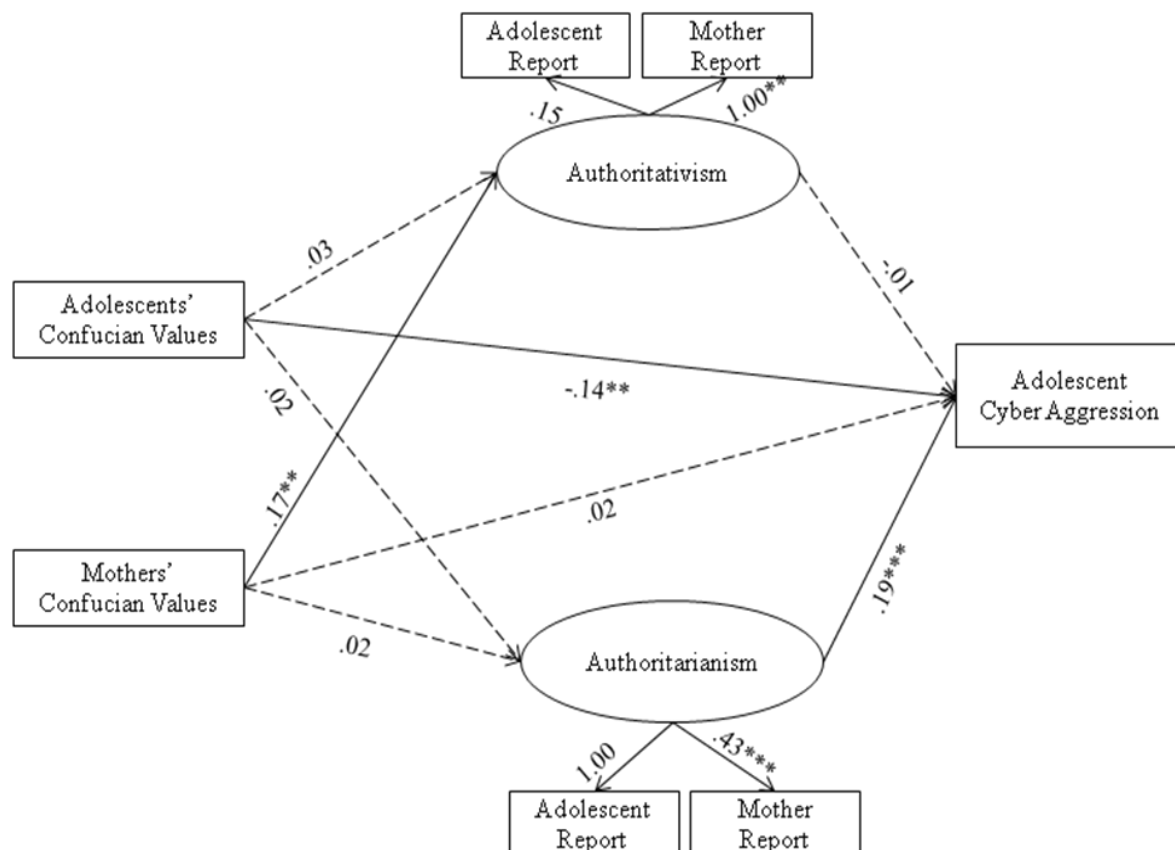 Adolescent
Report
Mother
Report
.15
1.00**
Authoritativism
.03
-.01
Adolescents'
Confucian Values
-.14**
.02
Adolescent
Cyber Aggression
.17**
.02
Mothers'
Confucian Values
.02
.19***
Authoritarianism
1.00
.43***
Adolescent
Report
Mother
Report